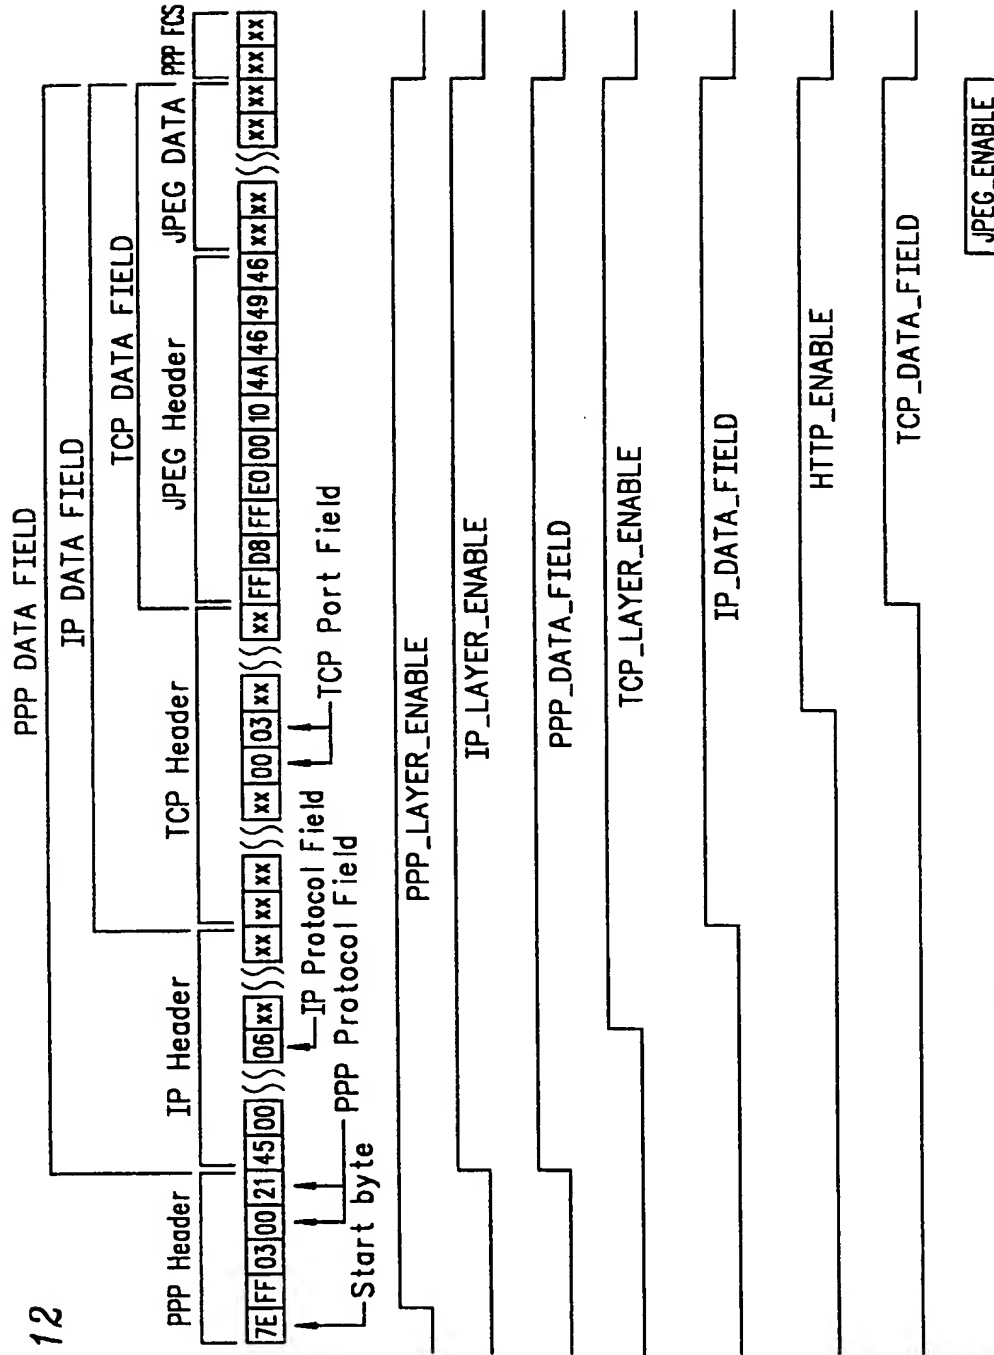 12
PPP DATA FIELD
IP DATA FIELD
TCP DATA FIELD
PPP Header IP Header TCP Header JPEG Header JPEG DATA PPP FCS
7E FF 03 00 21 45 00 06 xx xx xx xx xx xx 00 03 xx xx FF D8 FF E0 00 10 4A 46 49 46 xx xx xx xx xx xx
IP Protocol Field
TCP Port Field
PPP Protocol Field
Start byte
PPP_LAYER_ENABLE
IP_LAYER_ENABLE
PPP_DATA_FIELD
TCP_LAYER_ENABLE
IP_DATA_FIELD
HTTP_ENABLE
TCP_DATA_FIELD
JPEG_ENABLE